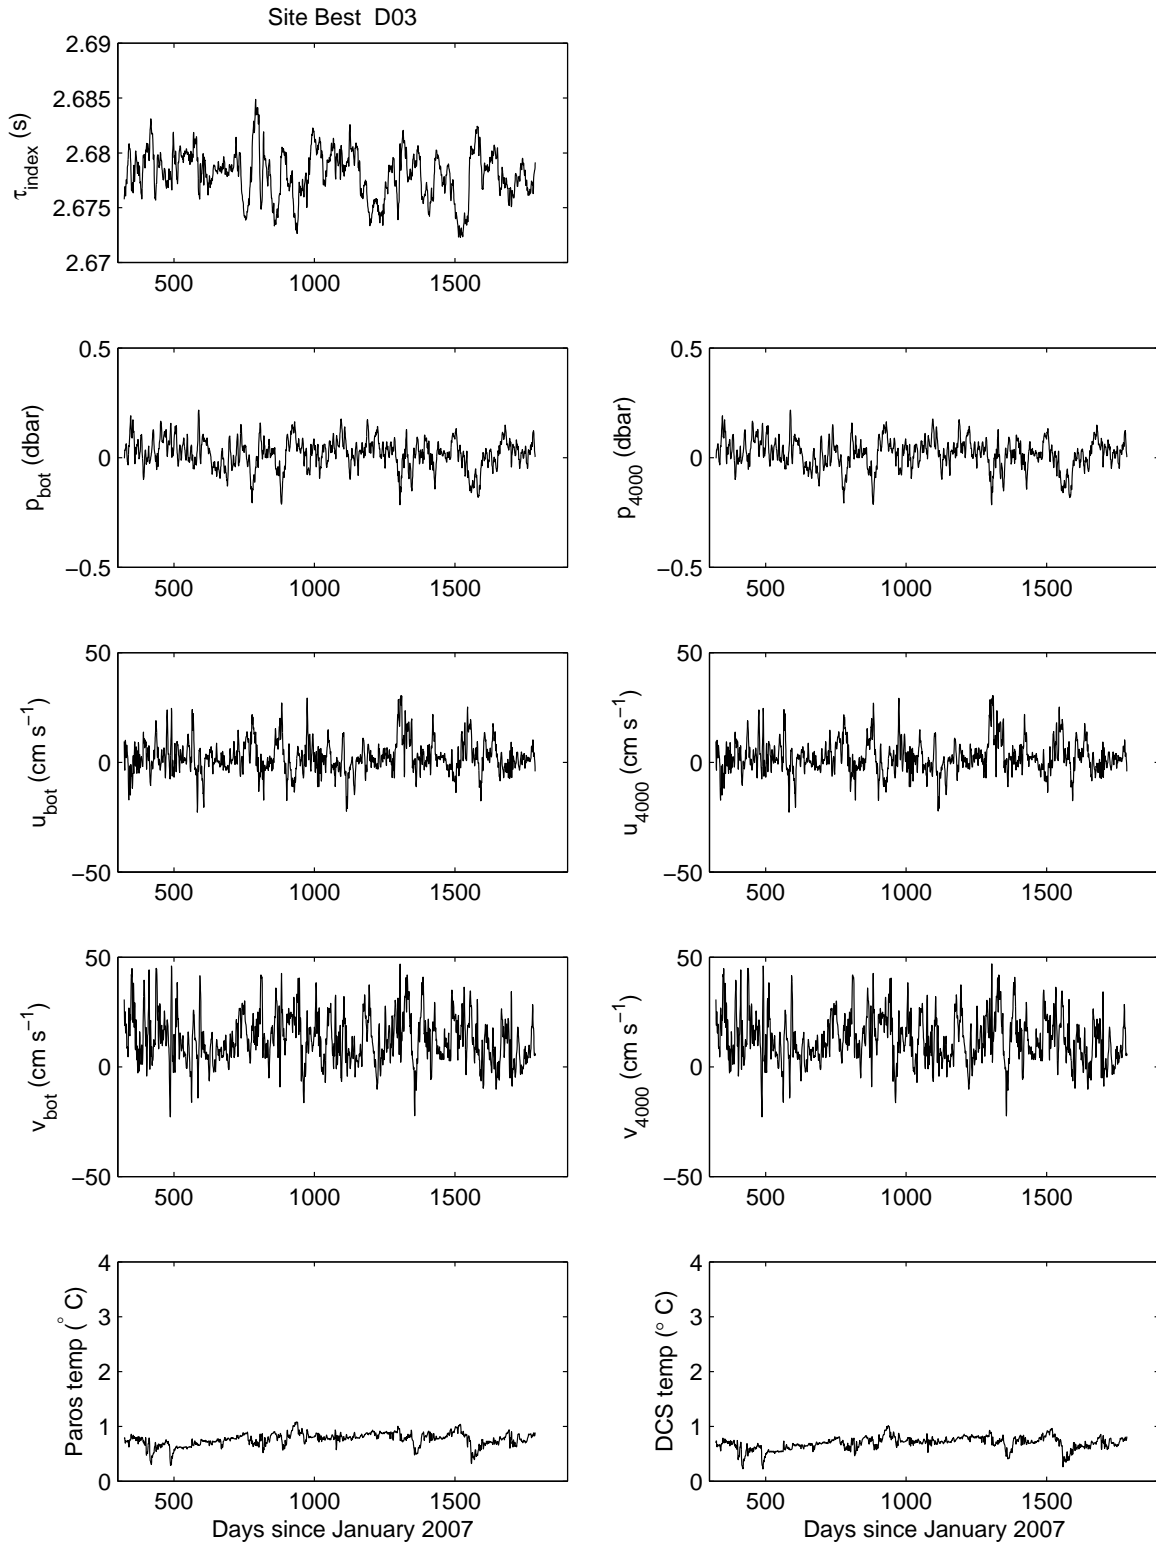 Site Best D03
2.69
2.685
2.68
2.675
2.67
τindex (s)
500 1000 1500
0.5
0
−0.5
pbot (dbar)
500 1000 1500
0.5
0
−0.5
p4000 (dbar)
500 1000 1500
50
0
−50
ubot (cm s−1)
500 1000 1500
50
0
−50
u4000 (cm s−1)
500 1000 1500
50
0
−50
vbot (cm s−1)
500 1000 1500
50
0
−50
v4000 (cm s−1)
500 1000 1500
4
3
2
1
0
Paros temp (° C)
500 1000 1500
Days since January 2007
4
3
2
1
0
DCS temp (° C)
500 1000 1500
Days since January 2007